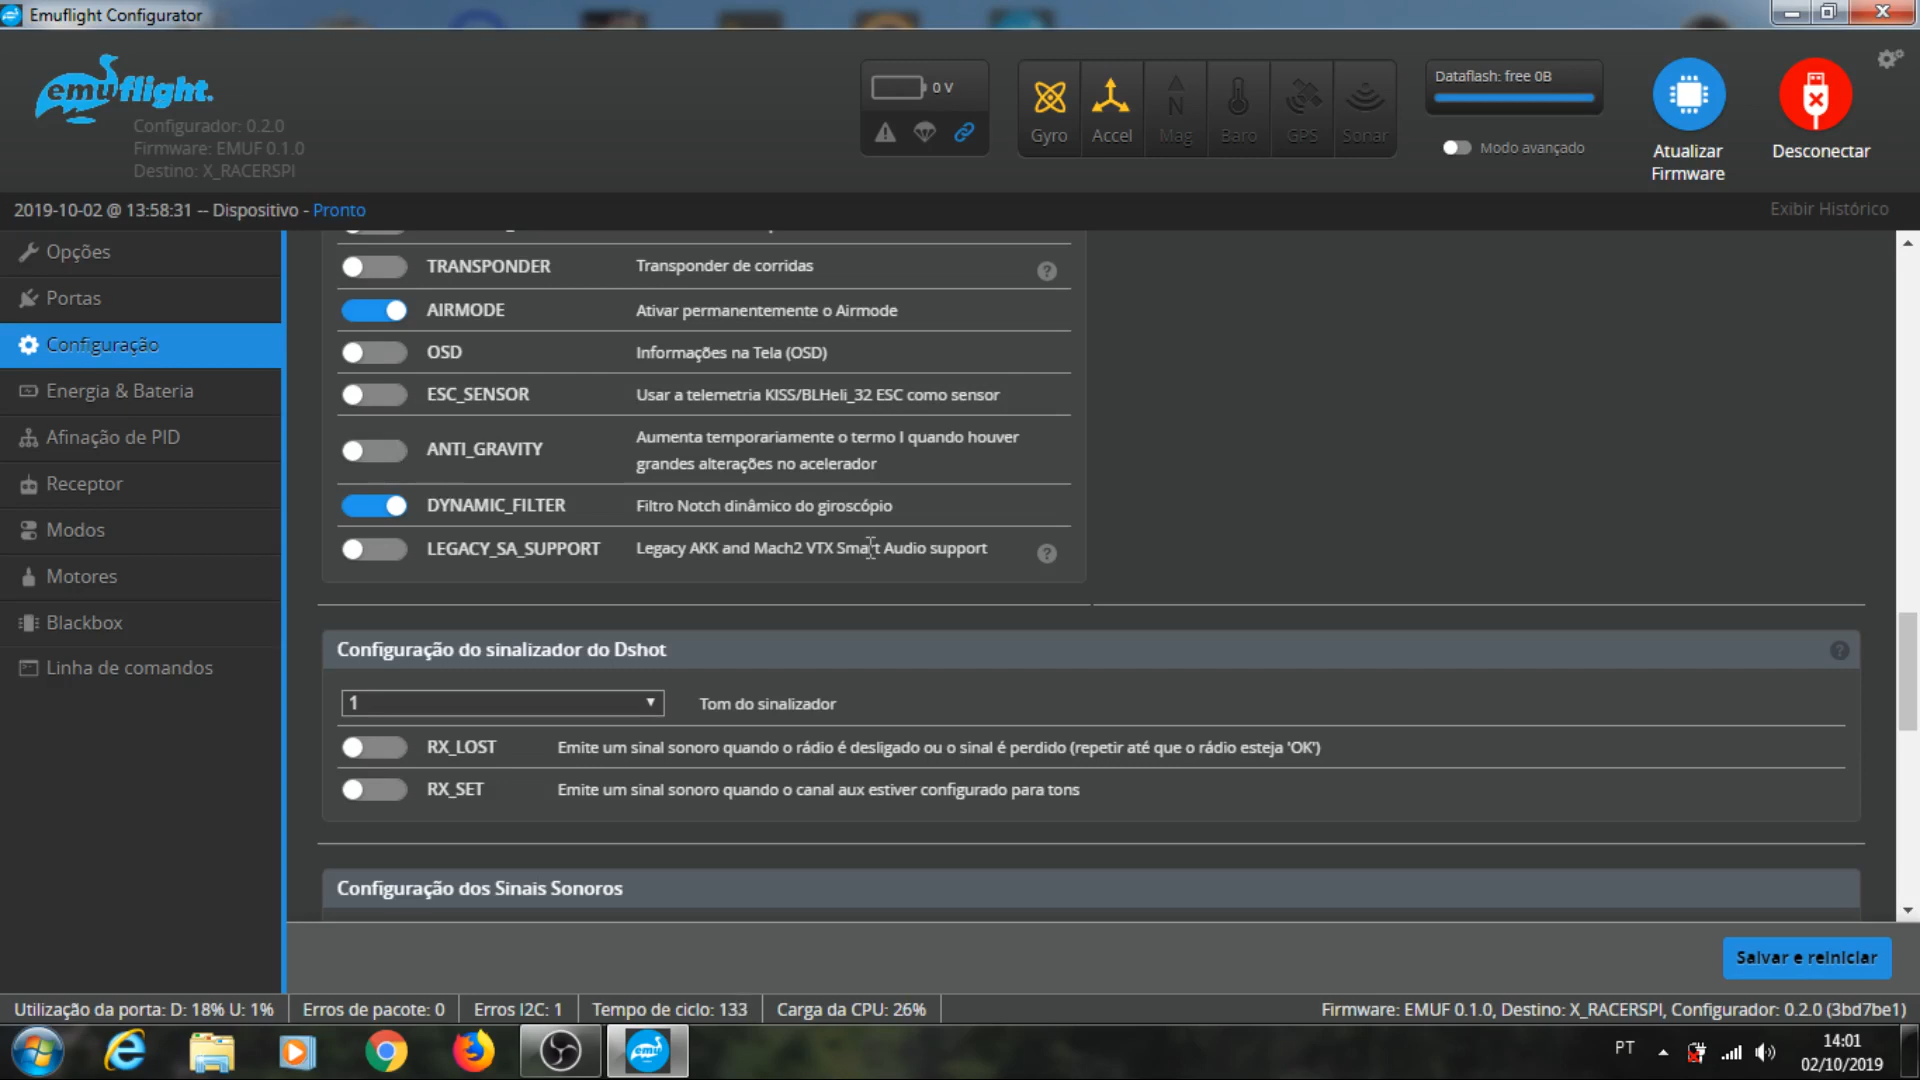 Emuflight Configurator
emuflight.
Configurador: 0.2.0
Firmware: EMUF 0.1.0
Destino: X_RACERSPI
0 V
Gyro
Accel
Mag
Baro
GPS
Sonar
Dataflash: free 0B
Modo avançado
Atualizar
Firmware
Desconectar
2019-10-02 @ 13:58:31 -- Dispositivo - Pronto
Exibir Histórico
Opções
Portas
Configuração
Energia & Bateria
Afinação de PID
Receptor
Modos
Motores
Blackbox
Linha de comandos
TRANSPONDER Transponder de corridas ?
AIRMODE Ativar permanentemente o Airmode
OSD Informações na Tela (OSD)
ESC_SENSOR Usar a telemetria KISS/BLHeli_32 ESC como sensor
ANTI_GRAVITY Aumenta temporariamente o termo I quando houver
grandes alterações no acelerador
DYNAMIC_FILTER Filtro Notch dinâmico do giroscópio
LEGACY_SA_SUPPORT Legacy AKK and Mach2 VTX Smart Audio support ?
Configuração do sinalizador do Dshot ?
1 Tom do sinalizador
RX_LOST Emite um sinal sonoro quando o rádio é desligado ou o sinal é perdido (repetir até que o rádio esteja 'OK')
RX_SET Emite um sinal sonoro quando o canal aux estiver configurado para tons
Configuração dos Sinais Sonoros
Salvar e reiniciar
Utilização da porta: D: 18% U: 1% Erros de pacote: 0 Erros I2C: 1 Tempo de ciclo: 133 Carga da CPU: 26% Firmware: EMUF 0.1.0, Destino: X_RACERSPI, Configurador: 0.2.0 (3bd7be1)
emu
PT
14:01
02/10/2019